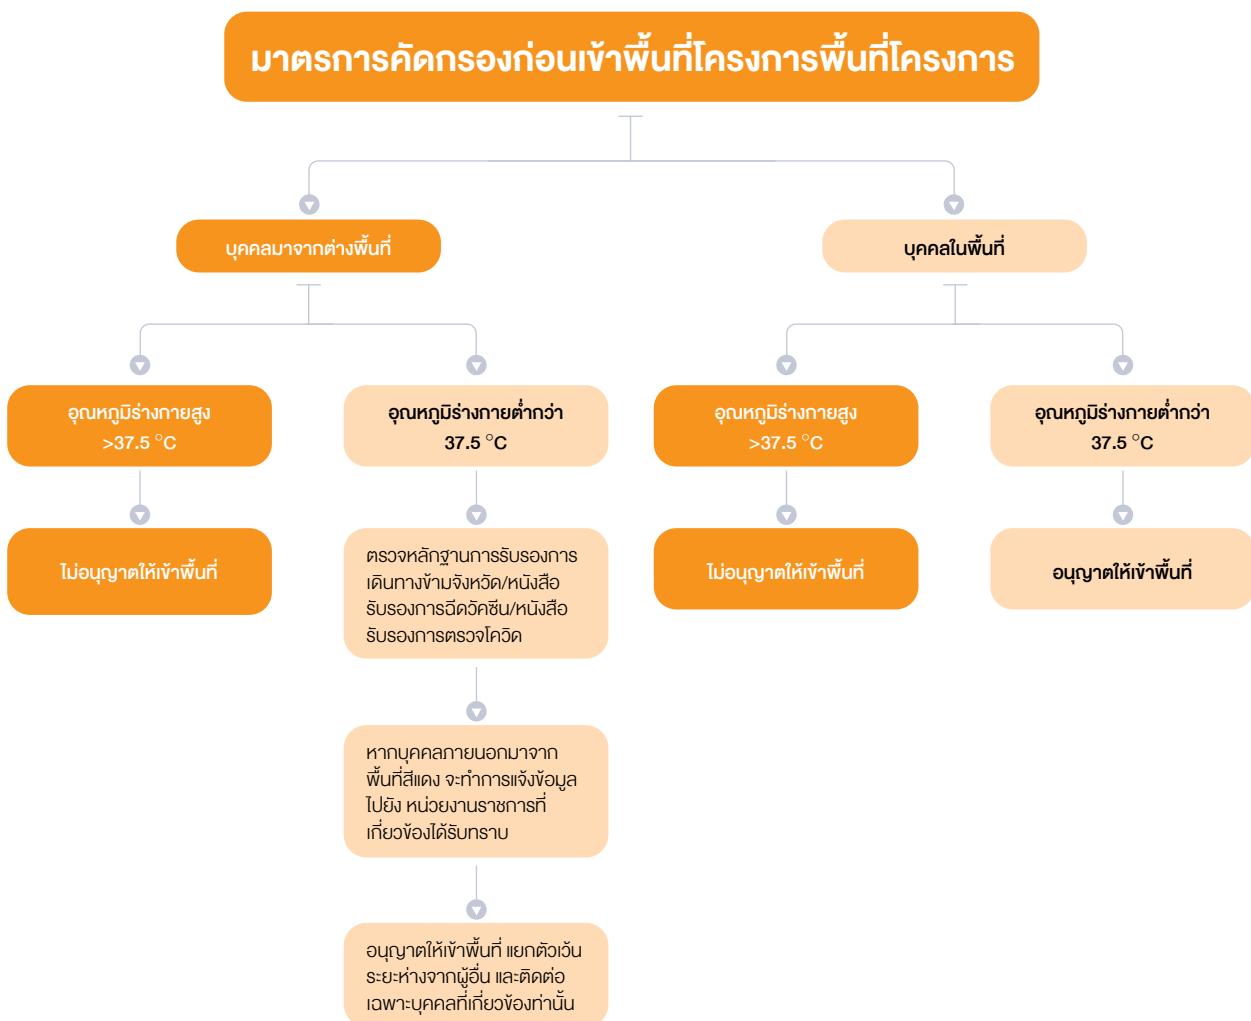 มาตรการคัดกรองก่อนเข้าพื้นที่โครงการพื้นที่โครงการ
บุคคลมาจากต่างพื้นที่
บุคคลในพื้นที่
อุณหภูมิร่างกายสูง
>37.5 °C
อุณหภูมิร่างกายต่ำกว่า
37.5 °C
อุณหภูมิร่างกายสูง
>37.5 °C
อุณหภูมิร่างกายต่ำกว่า
37.5 °C
ไม่อนุญาตให้เข้าพื้นที่
ตรวจหลักฐานการรับรองการ
เดินทางข้ามจังหวัด/หนังสือ
รับรองการฉีดวัคซีน/หนังสือ
รับรองการตรวจโควิด
ไม่อนุญาตให้เข้าพื้นที่
อนุญาตให้เข้าพื้นที่
หากบุคคลภายนอกมาจาก
พื้นที่สีแดง จะทำการแจ้งข้อมูล
ไปยัง หน่วยงานราชการที่
เกี่ยวข้องได้รับทราบ
อนุญาตให้เข้าพื้นที่ แยกตัวเว้น
ระยะห่างจากผู้อื่น และติดต่อ
เฉพาะบุคคลที่เกี่ยวข้องท่านั้น